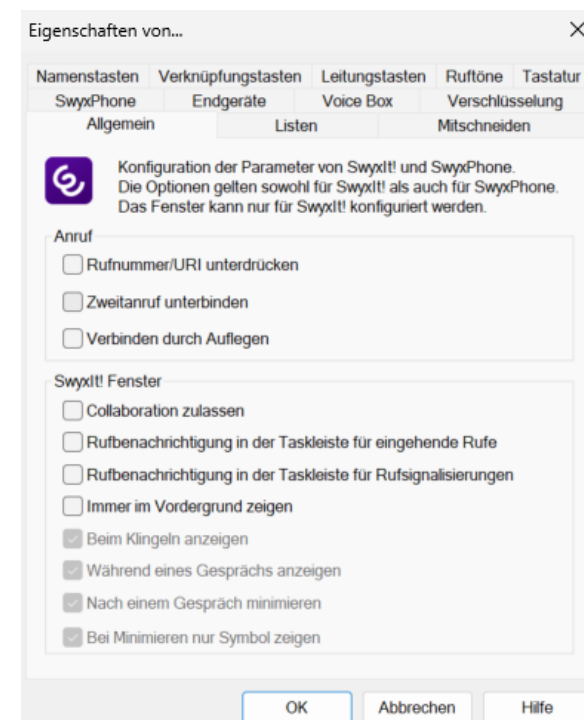 Eigenschaften von...
Namenstasten Verknüpfungstasten Leitungstasten Ruftöne Tastatur
SwyxPhone Endgeräte Voice Box Verschlüsselung
Allgemein Listen Mitschneiden
Konfiguration der Parameter von SwyxIt! und SwyxPhone.
Die Optionen gelten sowohl für SwyxIt! als auch für SwyxPhone.
Das Fenster kann nur für SwyxIt! konfiguriert werden.
Anruf
Rufnummer/URI unterdrücken
Zweitanruf unterbinden
Verbinden durch Auflegen
SwyxIt! Fenster
Collaboration zulassen
Rufbenachrichtigung in der Taskleiste für eingehende Rufe
Rufbenachrichtigung in der Taskleiste für Rufsignalisierungen
Immer im Vordergrund zeigen
Beim Klingeln anzeigen
Während eines Gesprächs anzeigen
Nach einem Gespräch minimieren
Bei Minimieren nur Symbol zeigen
OK Abbrechen Hilfe